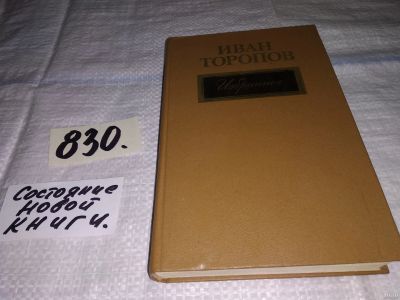 ИВАН
ТОРОПОВ
Избранное
830.
Состояние
новой
книги.